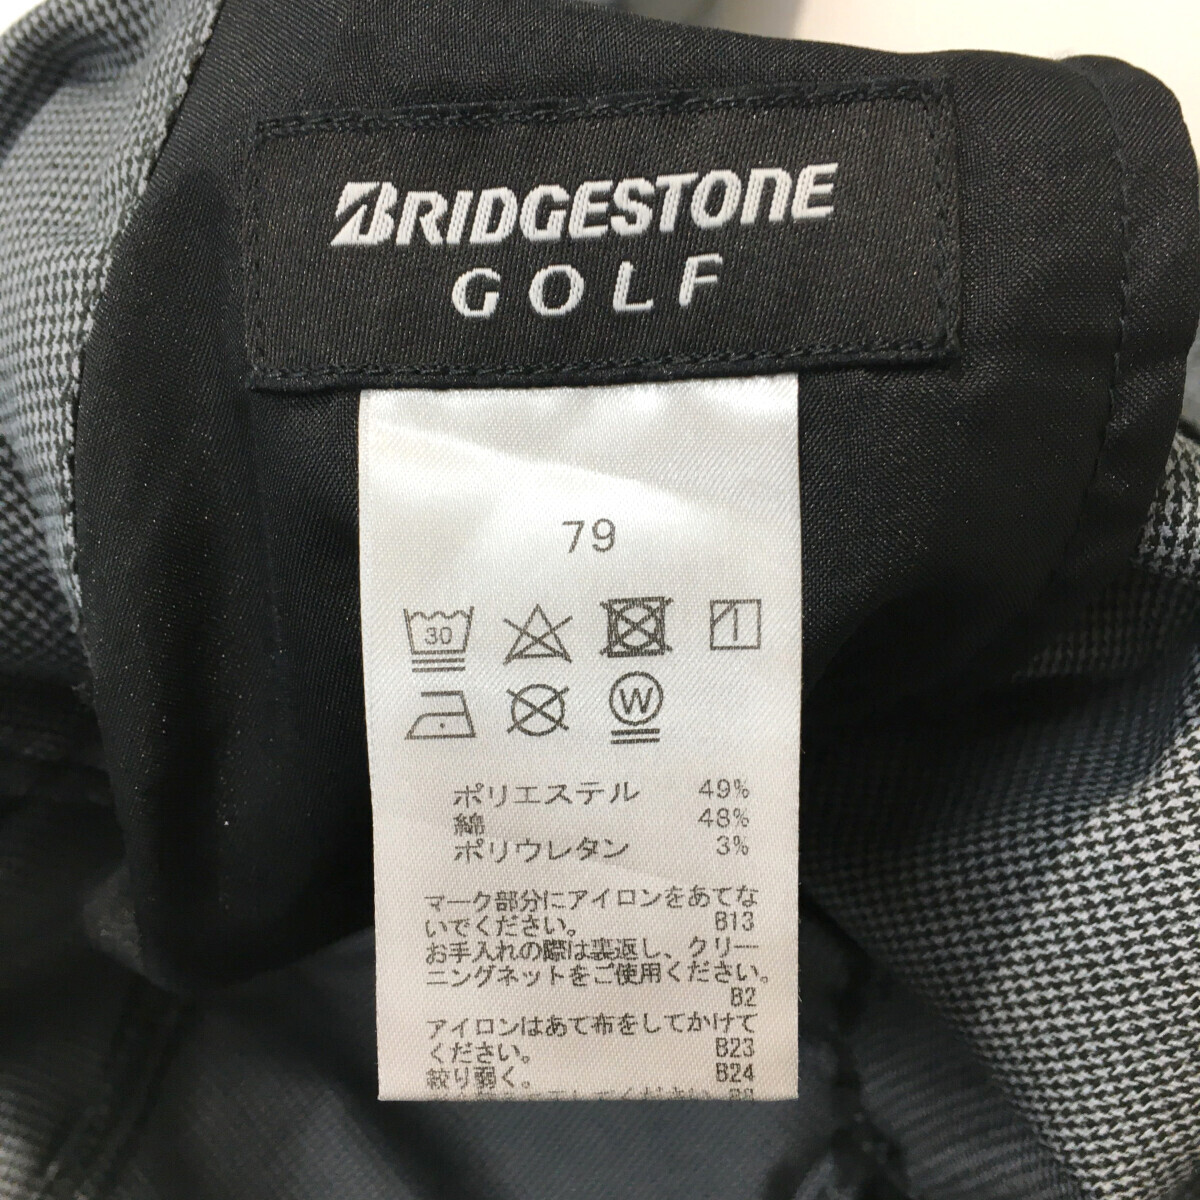 BRIDGESTONE
GOLF
79
30
W
ポリエステル 49%
綿 48%
ポリウレタン 3%
マーク部分にアイロンをあてな
いでください。 B13
お手入れの際は裏返し、クリー
ニングネットをご使用ください。
B2
アイロンはあて布をしてかけて
ください。 B23
絞り弱く。 B24